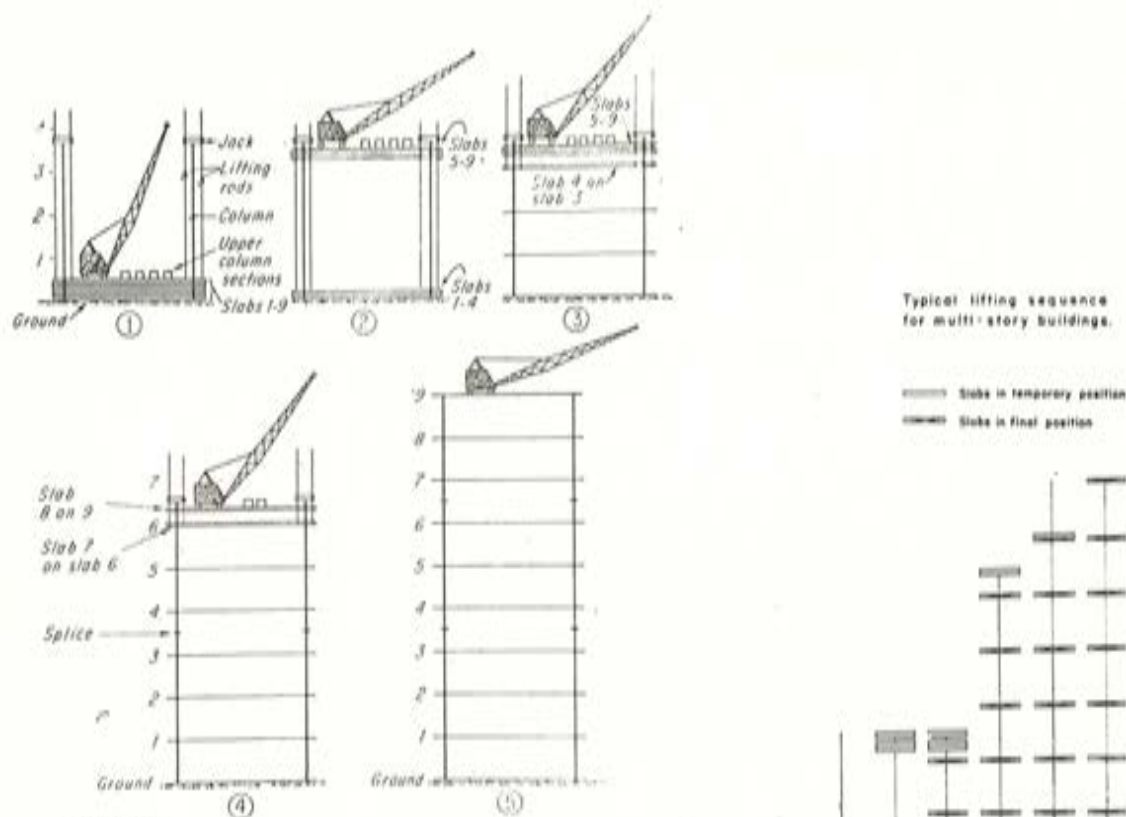 4
3
2
1
Jack
Lifting
rods
Column
Upper
column
sections
Slabs 1-9
Ground
①
Slabs
5-9
Slabs
1-4
②
Slabs
5-9
Slab 4 on
slab 3
③
Typical lifting sequence
for multi-story buildings.
Slabs in temporary position
Slabs in final position
7
Slab
8 on 9
6
Slab 7
on slab 6
5
4
Splice
3
2
1
Ground
④
9
8
7
6
5
4
3
2
1
Ground
⑤